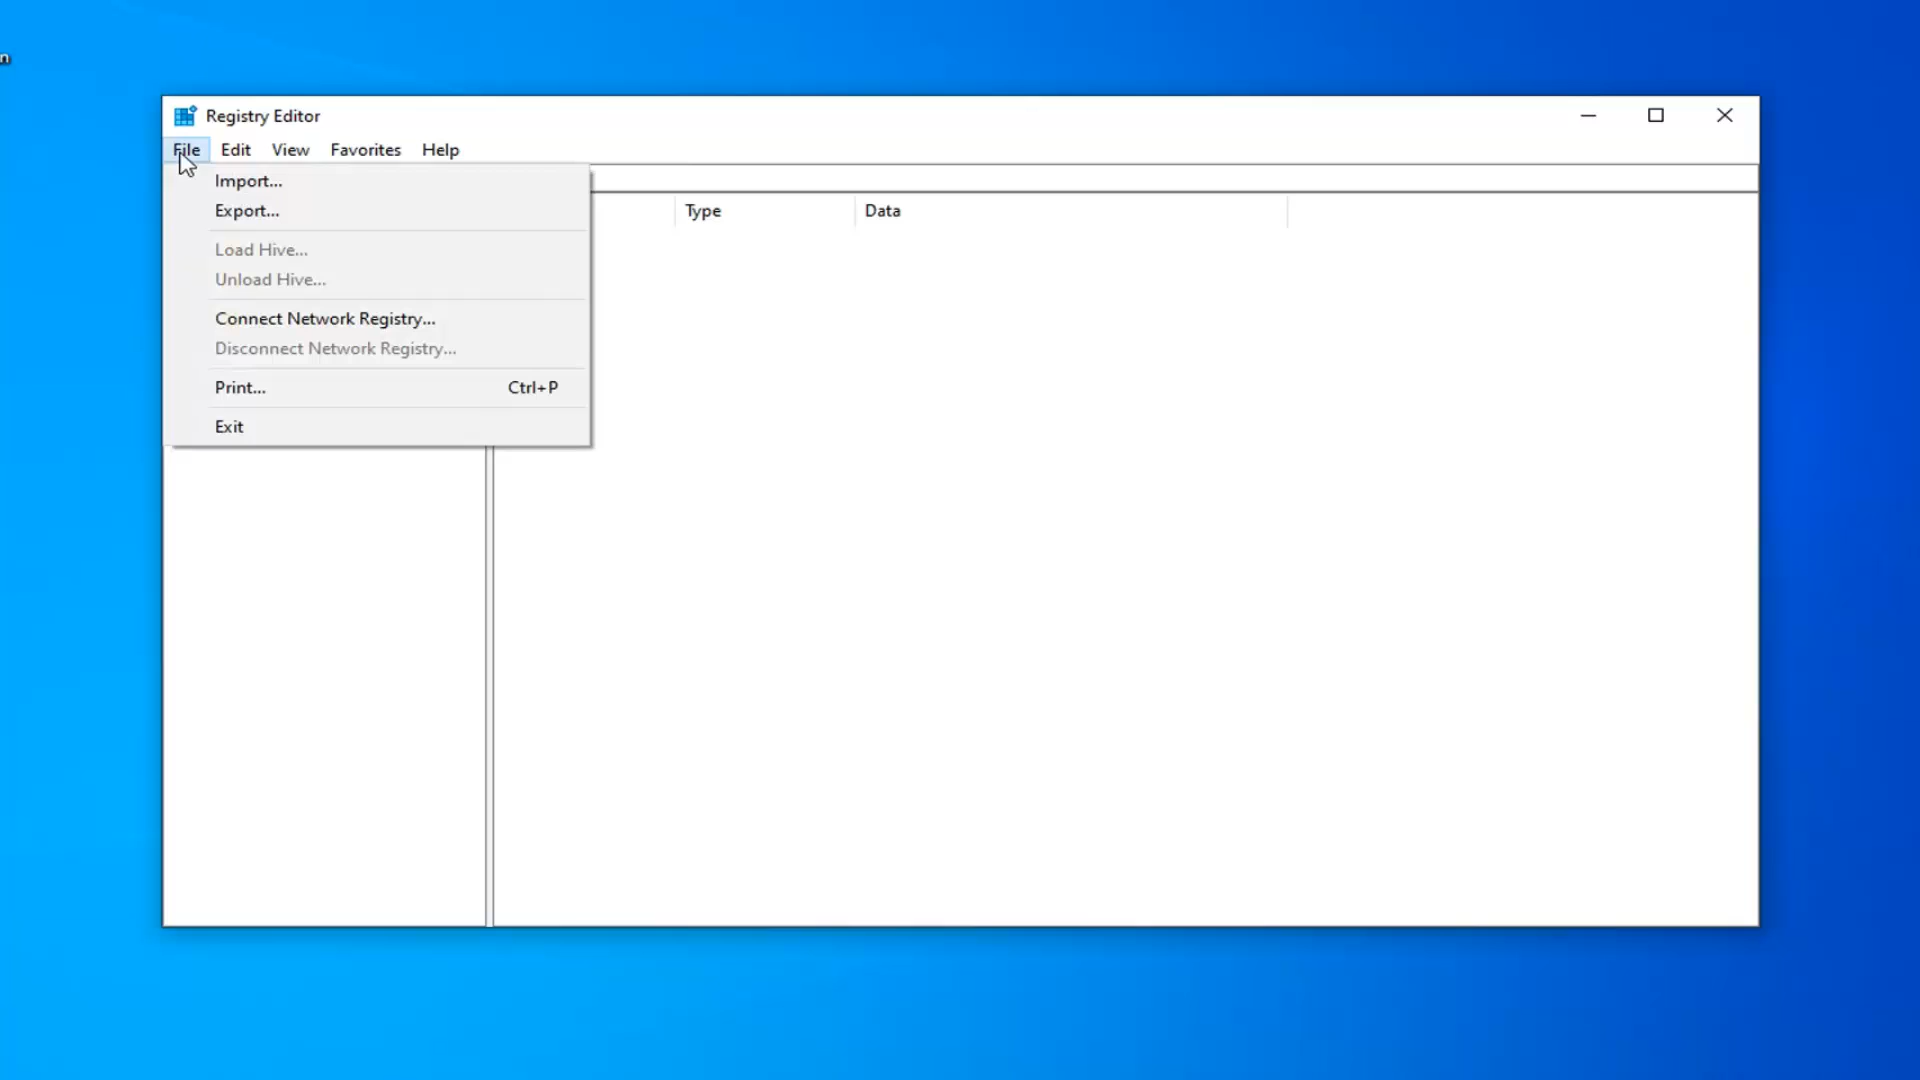 n
Registry Editor
File Edit View Favorites Help
Import...
Export...
Type Data
Load Hive...
Unload Hive...
Connect Network Registry...
Disconnect Network Registry...
Print... Ctrl+P
Exit